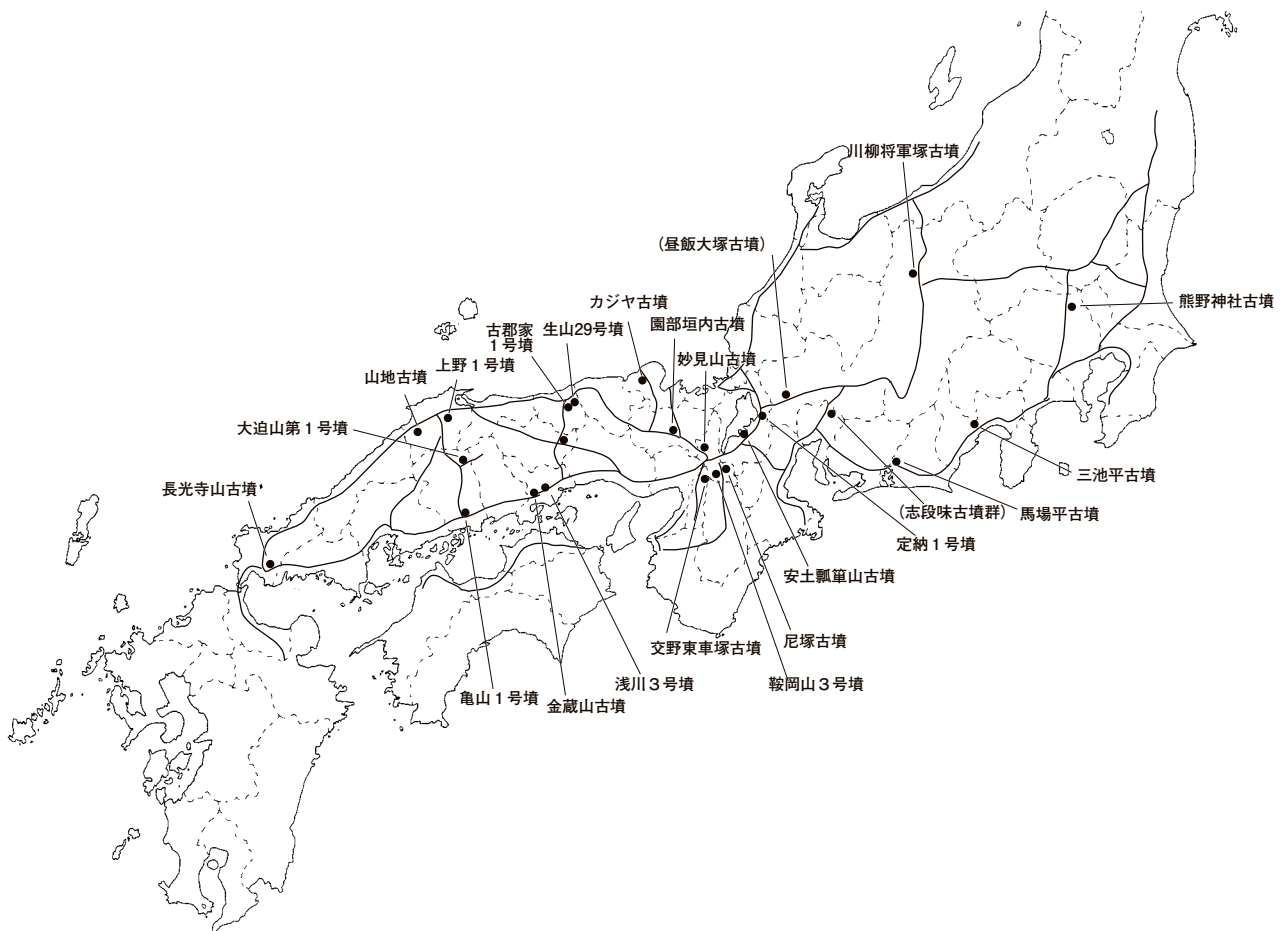 川柳将軍塚古墳
(昼飯大塚古墳)
熊野神社古墳
カジヤ古墳
園部垣内古墳
古郡家
1号墳
生山29号墳
妙見山古墳
上野1号墳
山地古墳
大迫山第1号墳
三池平古墳
長光寺山古墳
(志段味古墳群)
馬場平古墳
定納1号墳
安土瓢箪山古墳
尼塚古墳
交野東車塚古墳
鞍岡山3号墳
浅川3号墳
亀山1号墳
金蔵山古墳